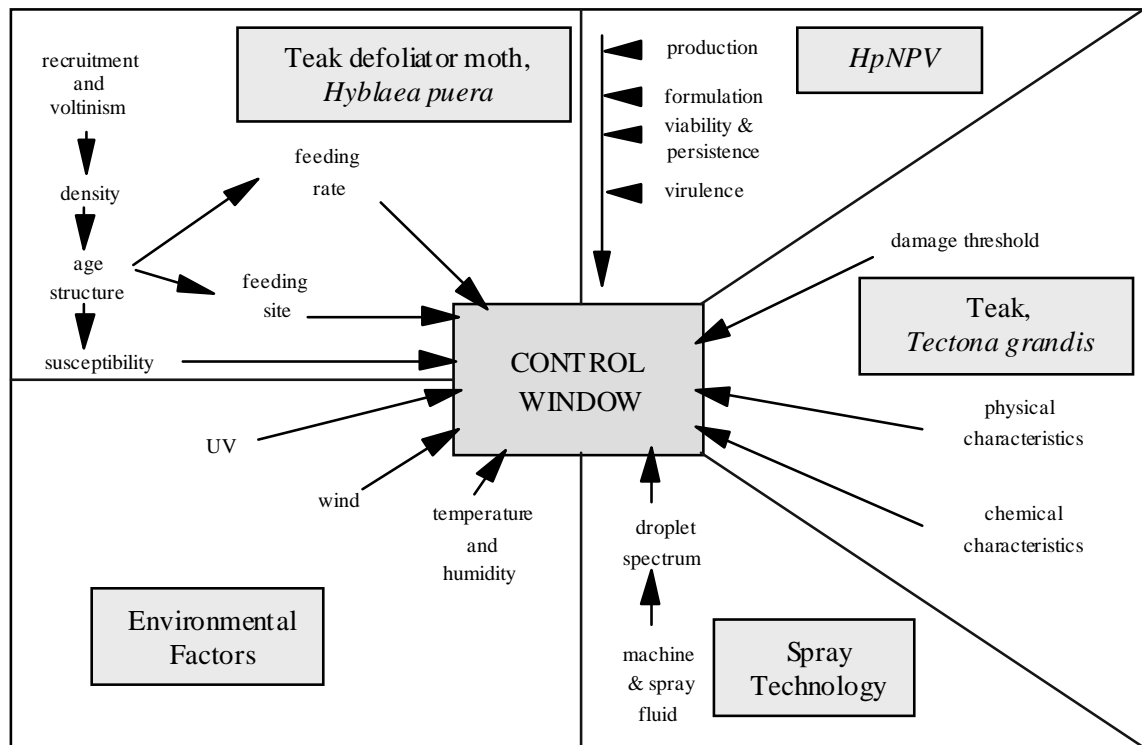 recruitment
and
voltinism
density
age
structure
susceptibility
Teak defoliator moth,
Hyblaea puera
feeding
rate
feeding
site
production
formulation
viability &
persistence
virulence
HpNPV
damage threshold
Teak,
Tectona grandis
physical
characteristics
chemical
characteristics
CONTROL
WINDOW
UV
wind
temperature
and
humidity
Environmental
Factors
droplet
spectrum
machine
& spray
fluid
Spray
Technology